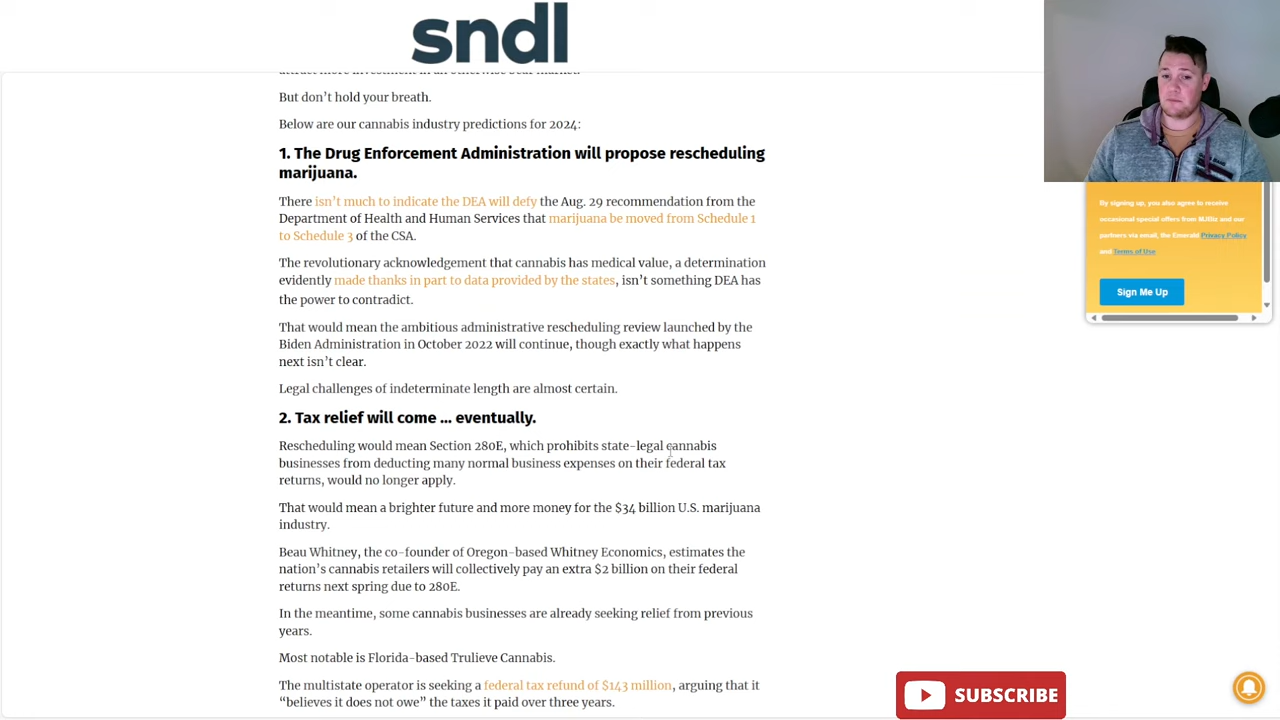 sndl
attract more investment in an otherwise bear market.
But don't hold your breath.
Below are our cannabis industry predictions for 2024:
1. The Drug Enforcement Administration will propose rescheduling
marijuana.
There isn't much to indicate the DEA will defy the Aug. 29 recommendation from the
Department of Health and Human Services that marijuana be moved from Schedule 1
to Schedule 3 of the CSA.
The revolutionary acknowledgement that cannabis has medical value, a determination
evidently made thanks in part to data provided by the states, isn't something DEA has
the power to contradict.
That would mean the ambitious administrative rescheduling review launched by the
Biden Administration in October 2022 will continue, though exactly what happens
next isn't clear.
Legal challenges of indeterminate length are almost certain.
2. Tax relief will come … eventually.
Rescheduling would mean Section 280E, which prohibits state-legal cannabis
businesses from deducting many normal business expenses on their federal tax
returns, would no longer apply.
That would mean a brighter future and more money for the $34 billion U.S. marijuana
industry.
Beau Whitney, the co-founder of Oregon-based Whitney Economics, estimates the
nation's cannabis retailers will collectively pay an extra $2 billion on their federal
returns next spring due to 280E.
In the meantime, some cannabis businesses are already seeking relief from previous
years.
Most notable is Florida-based Trulieve Cannabis.
The multistate operator is seeking a federal tax refund of $143 million, arguing that it
"believes it does not owe" the taxes it paid over three years.
By signing up, you also agree to receive
occasional special offers from MJBiz and our
partners via retail, the Emerald Privacy Policy
and Terms of Use
Sign Me Up
SUBSCRIBE